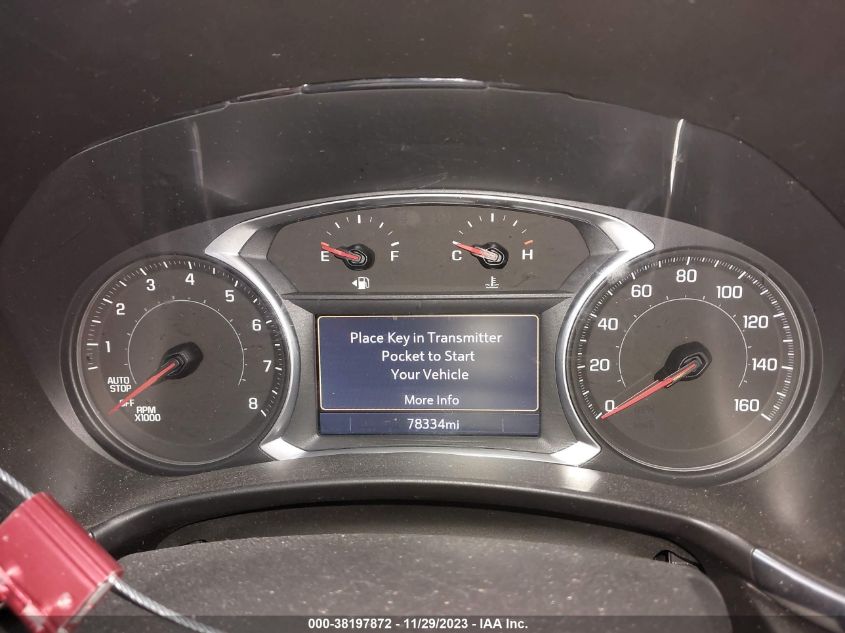 E F C H
1 2 3 4 5 6 7 8
AUTO
STOP
OFF
RPM
X1000
Place Key in Transmitter
Pocket to Start
Your Vehicle
More Info
78334mi
0 20 40 60 80 100 120 140 160
000-38197872 - 11/29/2023 - IAA Inc.